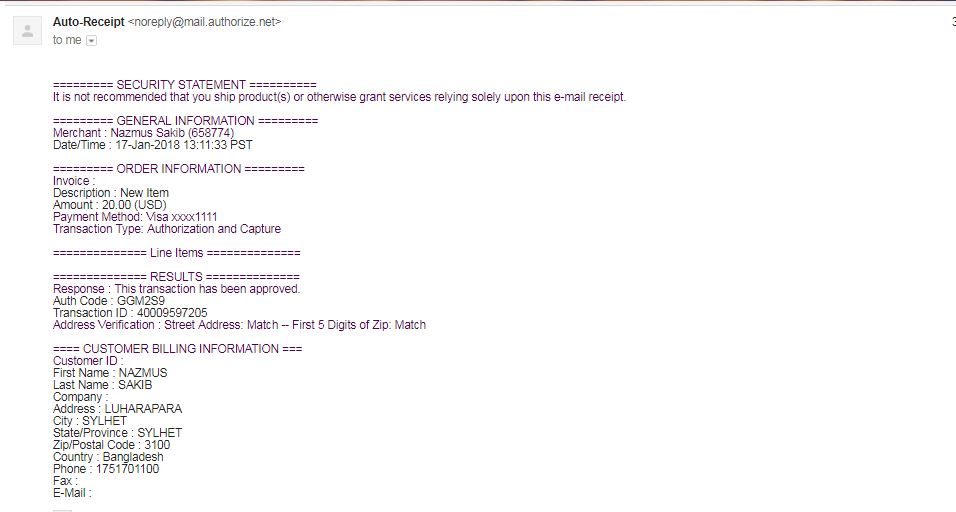 Auto-Receipt <noreply@mail.authorize.net>
to me
========= SECURITY STATEMENT ==========
It is not recommended that you ship product(s) or otherwise grant services relying solely upon this e-mail receipt.
========= GENERAL INFORMATION =========
Merchant : Nazmus Sakib (658774)
Date/Time : 17-Jan-2018 13:11:33 PST
========= ORDER INFORMATION =========
Invoice :
Description : New Item
Amount : 20.00 (USD)
Payment Method: Visa xxxx1111
Transaction Type: Authorization and Capture
============== Line Items ==============
============== RESULTS ==============
Response : This transaction has been approved.
Auth Code : GGM2S9
Transaction ID : 40009597205
Address Verification : Street Address: Match -- First 5 Digits of Zip: Match
==== CUSTOMER BILLING INFORMATION ===
Customer ID :
First Name : NAZMUS
Last Name : SAKIB
Company :
Address : LUHARAPARA
City : SYLHET
State/Province : SYLHET
Zip/Postal Code : 3100
Country : Bangladesh
Phone : 1751701100
Fax :
E-Mail :